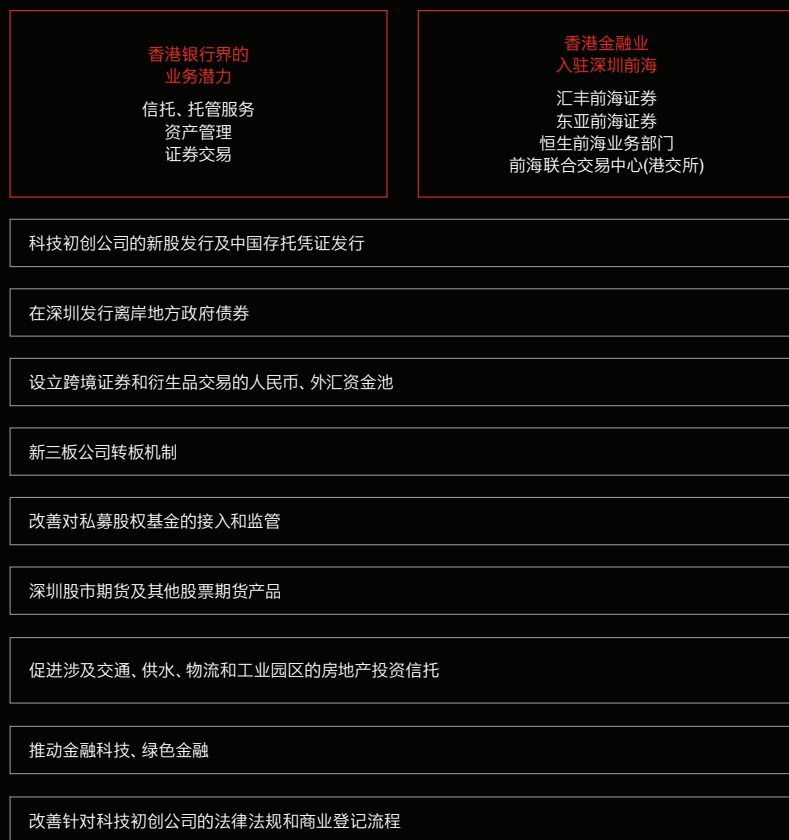 香港银行界的
业务潜力
信托、托管服务
资产管理
证券交易
香港金融业
入驻深圳前海
汇丰前海证券
东亚前海证券
恒生前海业务部门
前海联合交易中心(港交所)
科技初创公司的新股发行及中国存托凭证发行
在深圳发行离岸地方政府债券
设立跨境证券和衍生品交易的人民币、外汇资金池
新三板公司转板机制
改善对私募股权基金的接入和监管
深圳股市期货及其他股票期货产品
促进涉及交通、供水、物流和工业园区的房地产投资信托
推动金融科技、绿色金融
改善针对科技初创公司的法律法规和商业登记流程